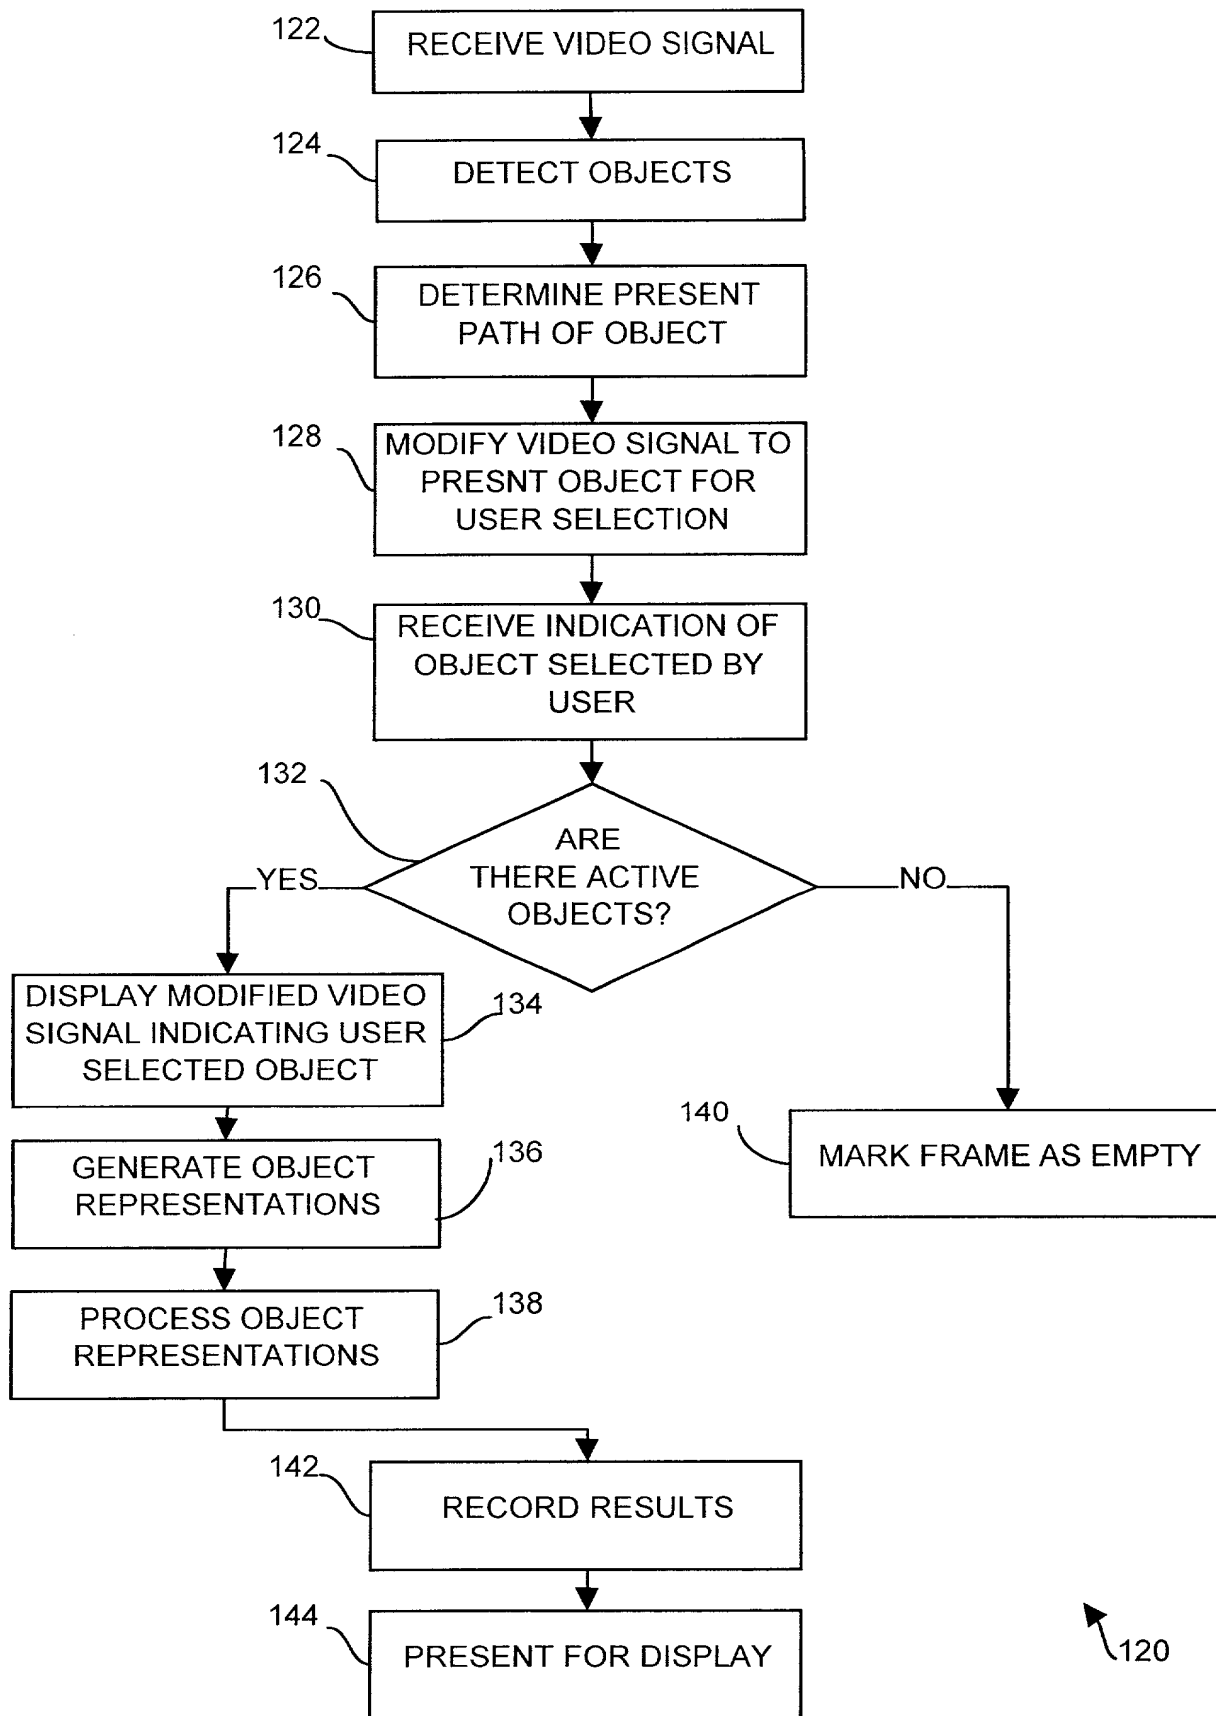 122
RECEIVE VIDEO SIGNAL
124
DETECT OBJECTS
126
DETERMINE PRESENT
PATH OF OBJECT
128
MODIFY VIDEO SIGNAL TO
PRESNT OBJECT FOR
USER SELECTION
130
RECEIVE INDICATION OF
OBJECT SELECTED BY
USER
132
ARE
THERE ACTIVE
OBJECTS?
YES
NO
DISPLAY MODIFIED VIDEO
SIGNAL INDICATING USER
SELECTED OBJECT
134
GENERATE OBJECT
REPRESENTATIONS
136
140
MARK FRAME AS EMPTY
PROCESS OBJECT
REPRESENTATIONS
138
142
RECORD RESULTS
144
PRESENT FOR DISPLAY
120